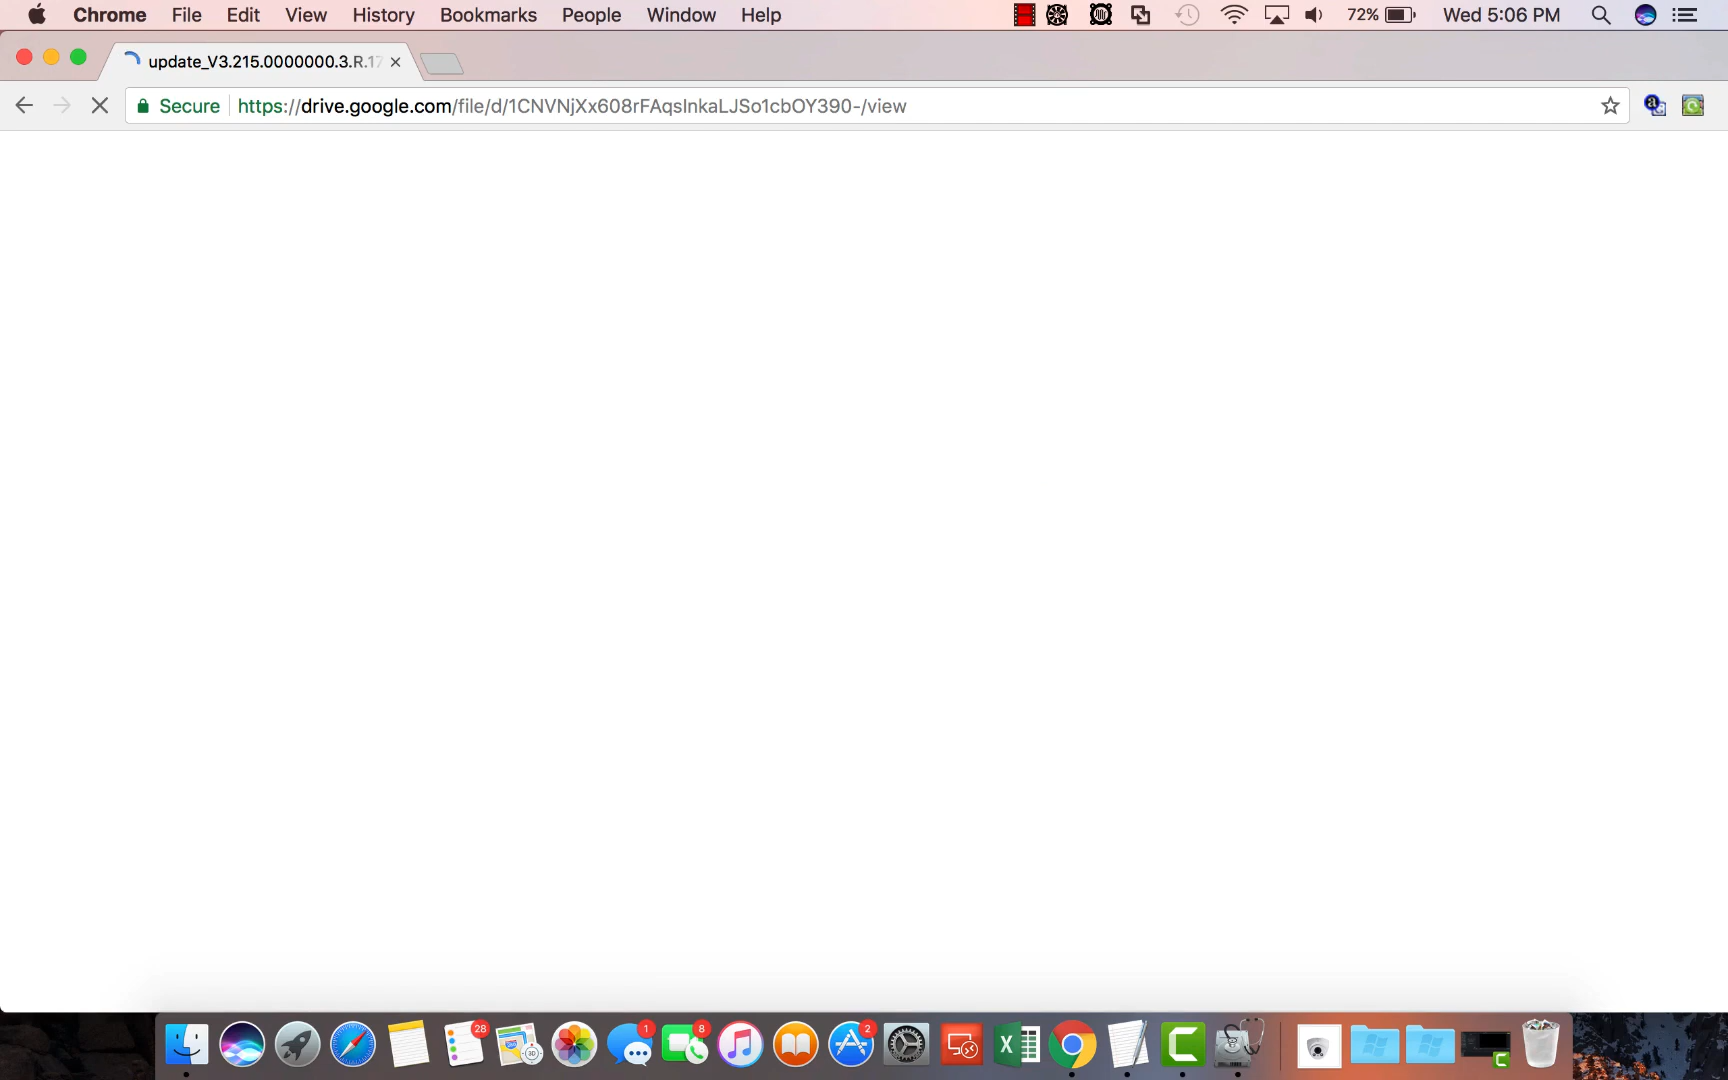 Chrome File Edit View History Bookmarks People Window Help 72% Wed 5:06 PM
update_V3.215.0000000.3.R.17
Secure https://drive.google.com/file/d/1CNVNjXx608rFAqsInkaLJSo1cbOY390-/view
28 1 8 2